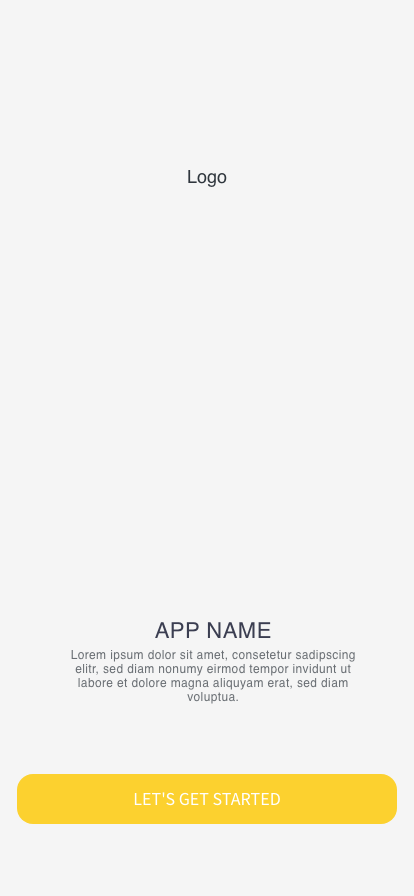 Logo
APP NAME
Lorem ipsum dolor sit amet, consetetur sadipscing
elitr, sed diam nonumy eirmod tempor invidunt ut
labore et dolore magna aliquyam erat, sed diam
voluptua.
LET'S GET STARTED